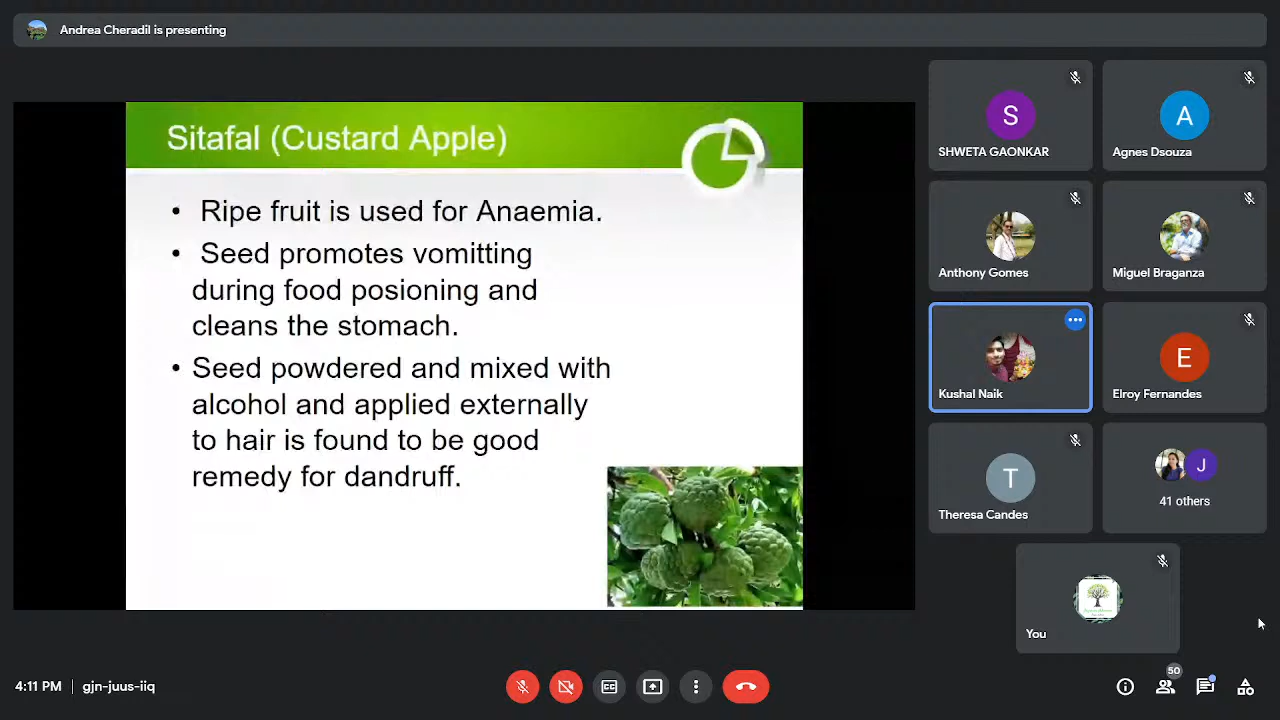 Andrea Cheradil is presenting
Sitafal (Custard Apple)
• Ripe fruit is used for Anaemia.
• Seed promotes vomitting
during food posioning and
cleans the stomach.
• Seed powdered and mixed with
alcohol and applied externally
to hair is found to be good
remedy for dandruff.
S
SHWETA GAONKAR
A
Agnes Dsouza
Anthony Gomes
Miguel Braganza
Kushal Naik
E
Elroy Fernandes
T
Theresa Candes
J
41 others
You
4:11 PM | gjn-juus-iiq
50